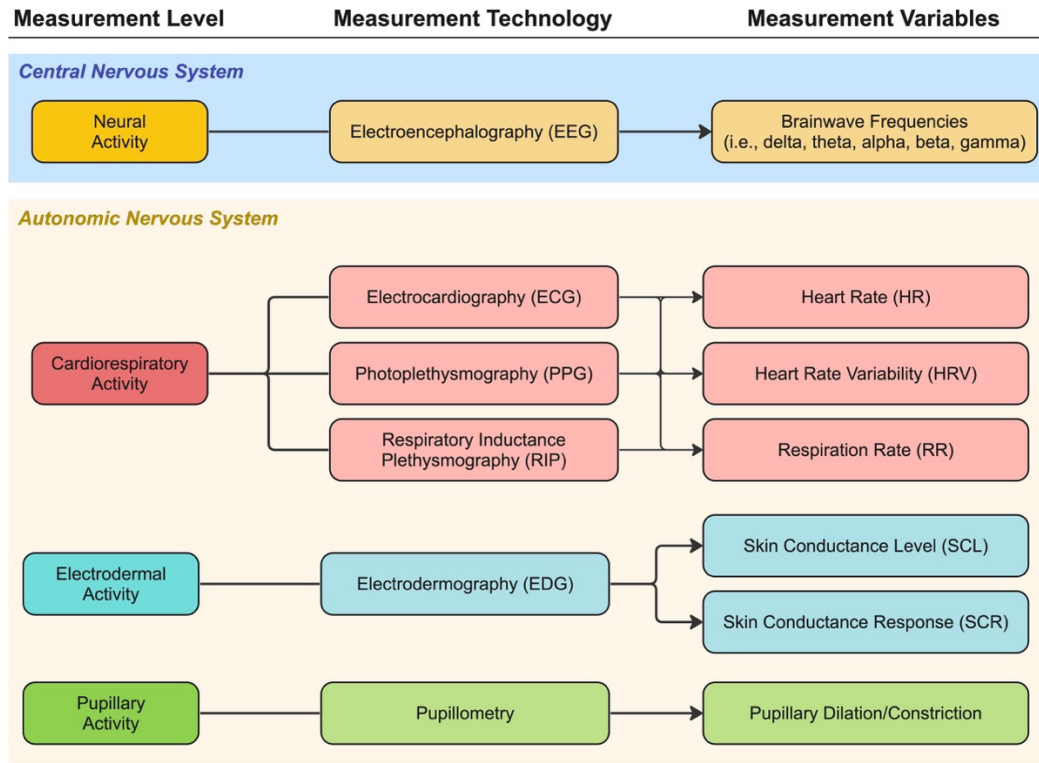 Measurement Level
Measurement Technology
Measurement Variables
Central Nervous System
Neural
Activity
Electroencephalography (EEG)
Brainwave Frequencies
(i.e., delta, theta, alpha, beta, gamma)
Autonomic Nervous System
Cardiorespiratory
Activity
Electrocardiography (ECG)
Heart Rate (HR)
Photoplethysmography (PPG)
Heart Rate Variability (HRV)
Respiratory Inductance
Plethysmography (RIP)
Respiration Rate (RR)
Electrodermal
Activity
Electrodermography (EDG)
Skin Conductance Level (SCL)
Skin Conductance Response (SCR)
Pupillary
Activity
Pupillometry
Pupillary Dilation/Constriction